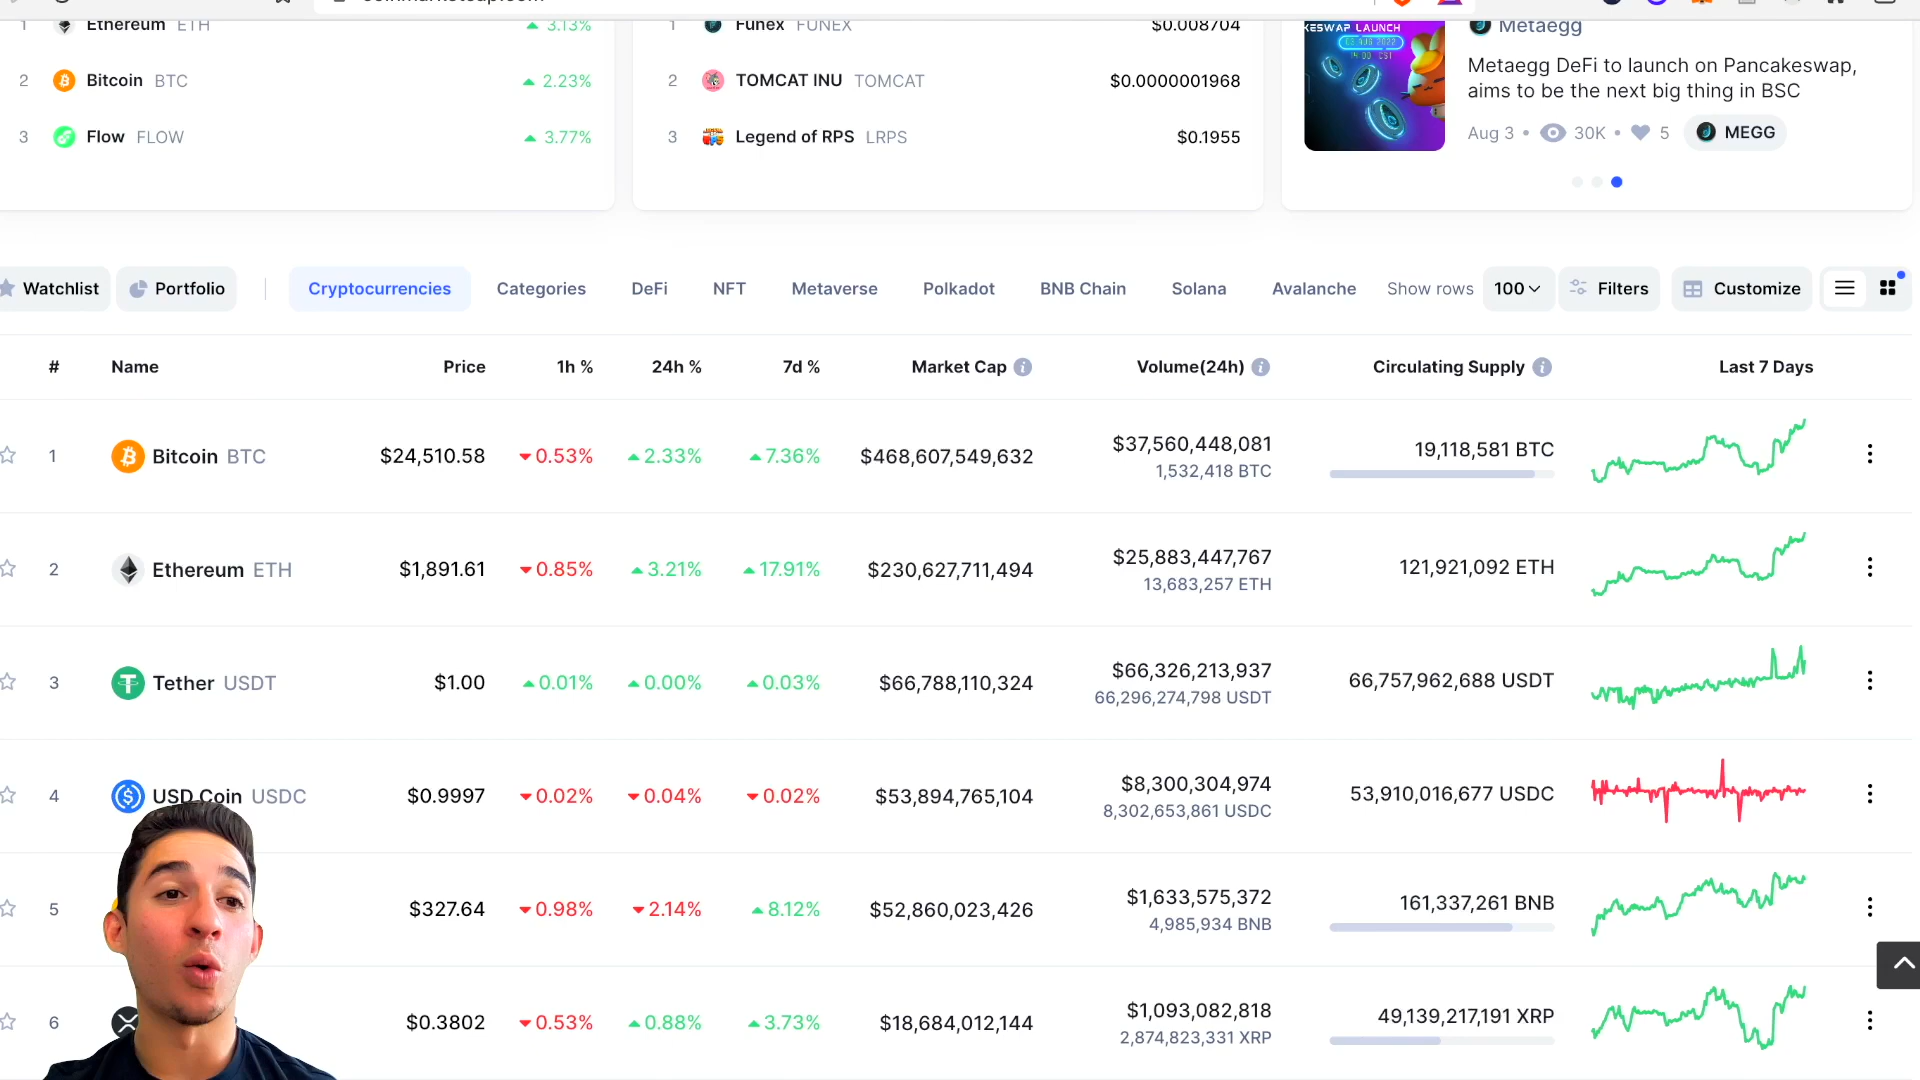 1 Ethereum ETH 3.13%
2 Bitcoin BTC 2.23%
3 Flow FLOW 3.77%
1 Funex FUNEX $0.008704
2 TOMCAT INU TOMCAT $0.0000001968
3 Legend of RPS LRPS $0.1955
KESWAP LAUNCH
Metaegg
Metaegg DeFi to launch on Pancakeswap,
aims to be the next big thing in BSC
Aug 3 • 30K • 5 MEGG
Watchlist Portfolio Cryptocurrencies Categories DeFi NFT Metaverse Polkadot BNB Chain Solana Avalanche Show rows 100 Filters Customize
# Name Price 1h % 24h % 7d % Market Cap Volume(24h) Circulating Supply Last 7 Days
1 Bitcoin BTC $24,510.58 0.53% 2.33% 7.36% $468,607,549,632 $37,560,448,081 19,118,581 BTC
1,532,418 BTC
2 Ethereum ETH $1,891.61 0.85% 3.21% 17.91% $230,627,711,494 $25,883,447,767 121,921,092 ETH
13,683,257 ETH
3 Tether USDT $1.00 0.01% 0.00% 0.03% $66,788,110,324 $66,326,213,937 66,757,962,688 USDT
66,296,274,798 USDT
4 USD Coin USDC $0.9997 0.02% 0.04% 0.02% $53,894,765,104 $8,300,304,974 53,910,016,677 USDC
8,302,653,861 USDC
5 $327.64 0.98% 2.14% 8.12% $52,860,023,426 $1,633,575,372 161,337,261 BNB
4,985,934 BNB
6 $0.3802 0.53% 0.88% 3.73% $18,684,012,144 $1,093,082,818 49,139,217,191 XRP
2,874,823,331 XRP